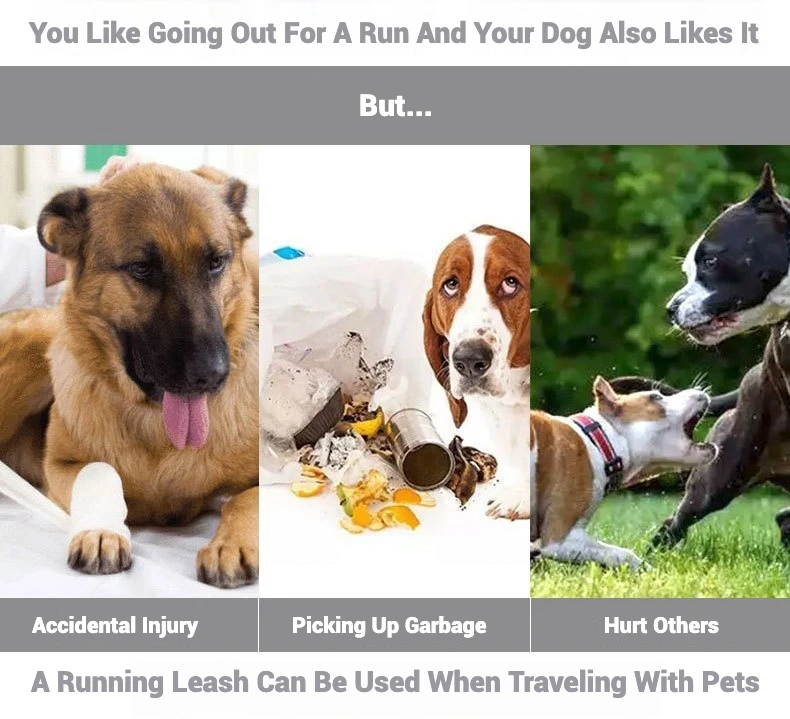 You Like Going Out For A Run And Your Dog Also Likes It
But...
Accidental Injury
Picking Up Garbage
Hurt Others
A Running Leash Can Be Used When Traveling With Pets